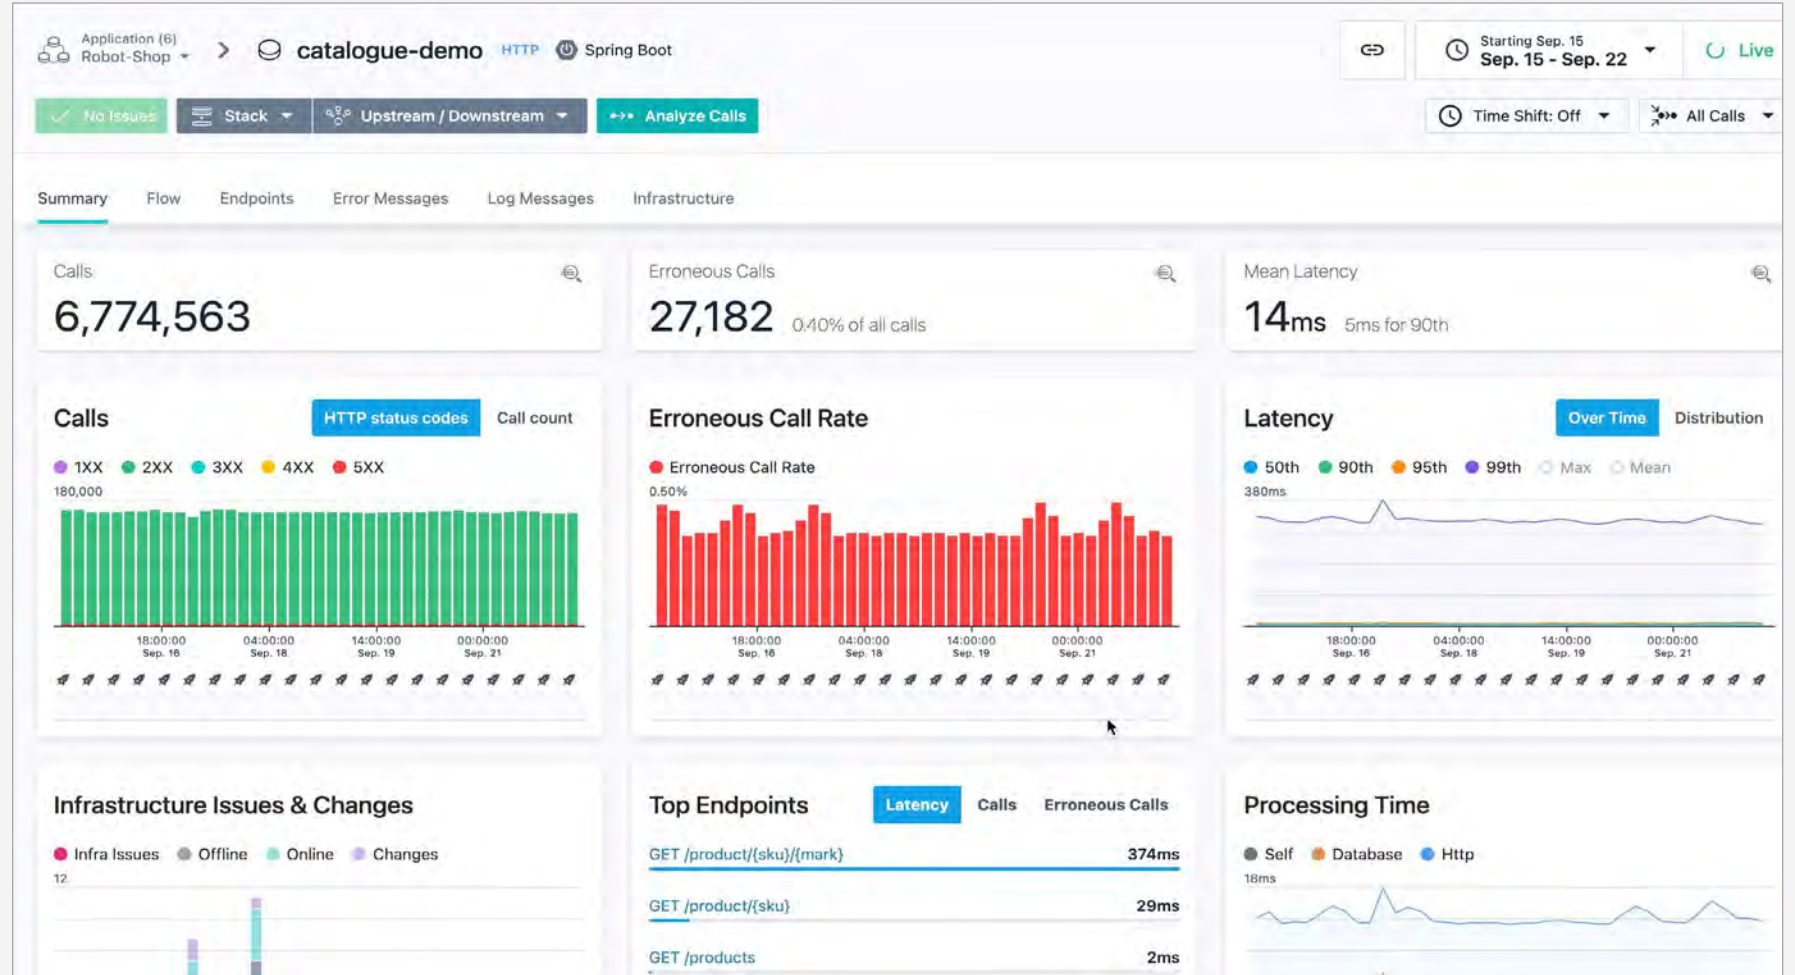 Application (6)
Robot-Shop
catalogue-demo HTTP Spring Boot
Starting Sep. 15
Sep. 15 - Sep. 22
Live
No Issues Stack Upstream / Downstream Analyze Calls
Time Shift: Off All Calls
Summary Flow Endpoints Error Messages Log Messages Infrastructure
Calls
6,774,563
Erroneous Calls
27,182 0.40% of all calls
Mean Latency
14ms 5ms for 90th
Calls HTTP status codes Call count
1XX 2XX 3XX 4XX 5XX
180,000
18:00:00 04:00:00 14:00:00 00:00:00
Sep. 16 Sep. 18 Sep. 19 Sep. 21
Erroneous Call Rate
Erroneous Call Rate
0.50%
18:00:00 04:00:00 14:00:00 00:00:00
Sep. 16 Sep. 18 Sep. 19 Sep. 21
Latency Over Time Distribution
50th 90th 95th 99th Max Mean
380ms
18:00:00 04:00:00 14:00:00 00:00:00
Sep. 16 Sep. 18 Sep. 19 Sep. 21
Infrastructure Issues & Changes
Infra Issues Offline Online Changes
12
Top Endpoints Latency Calls Erroneous Calls
GET /product/{sku}/{mark} 374ms
GET /product/{sku} 29ms
GET /products 2ms
Processing Time
Self Database Http
18ms